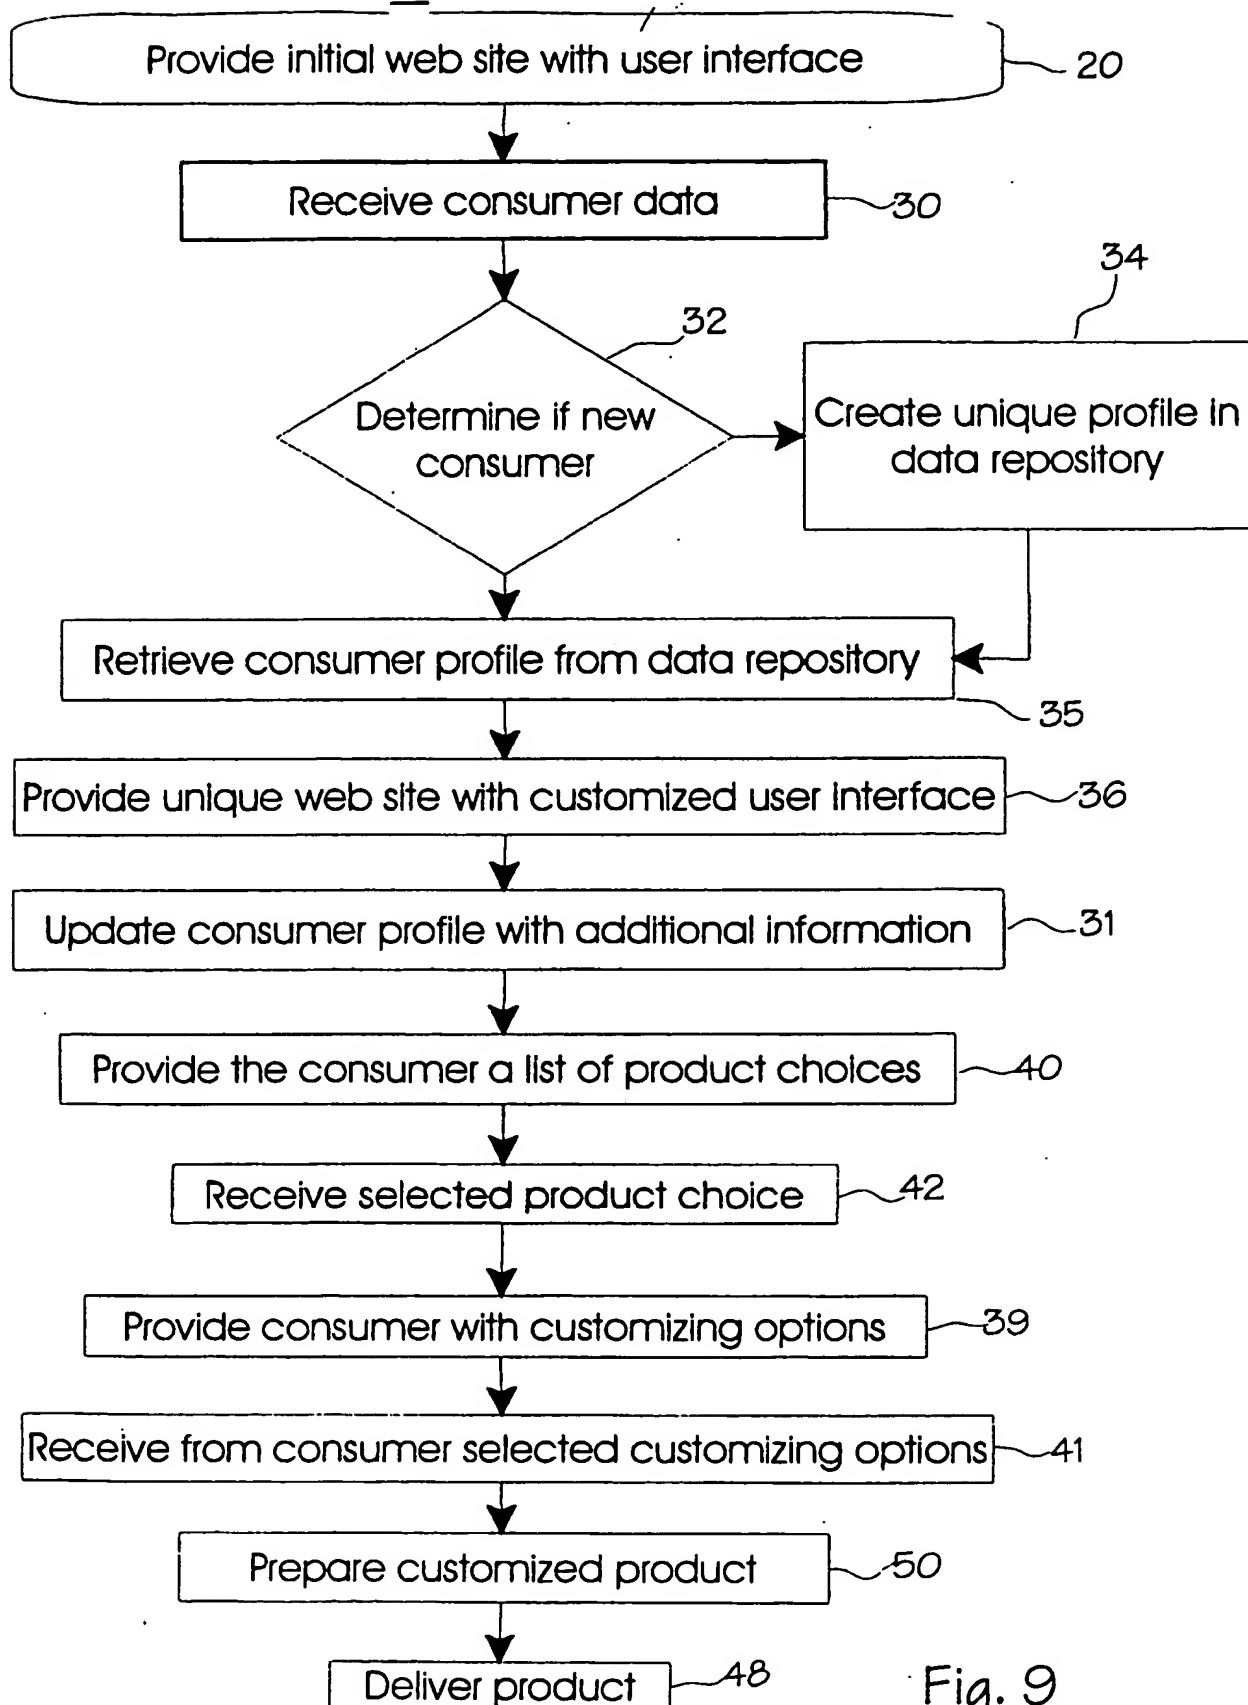 Provide initial web site with user interface
20
Receive consumer data
30
32
34
Determine if new
consumer
Create unique profile in
data repository
Retrieve consumer profile from data repository
35
Provide unique web site with customized user interface
36
Update consumer profile with additional information
31
Provide the consumer a list of product choices
40
Receive selected product choice
42
Provide consumer with customizing options
39
Receive from consumer selected customizing options
41
Prepare customized product
50
Deliver product
48
Fig. 9